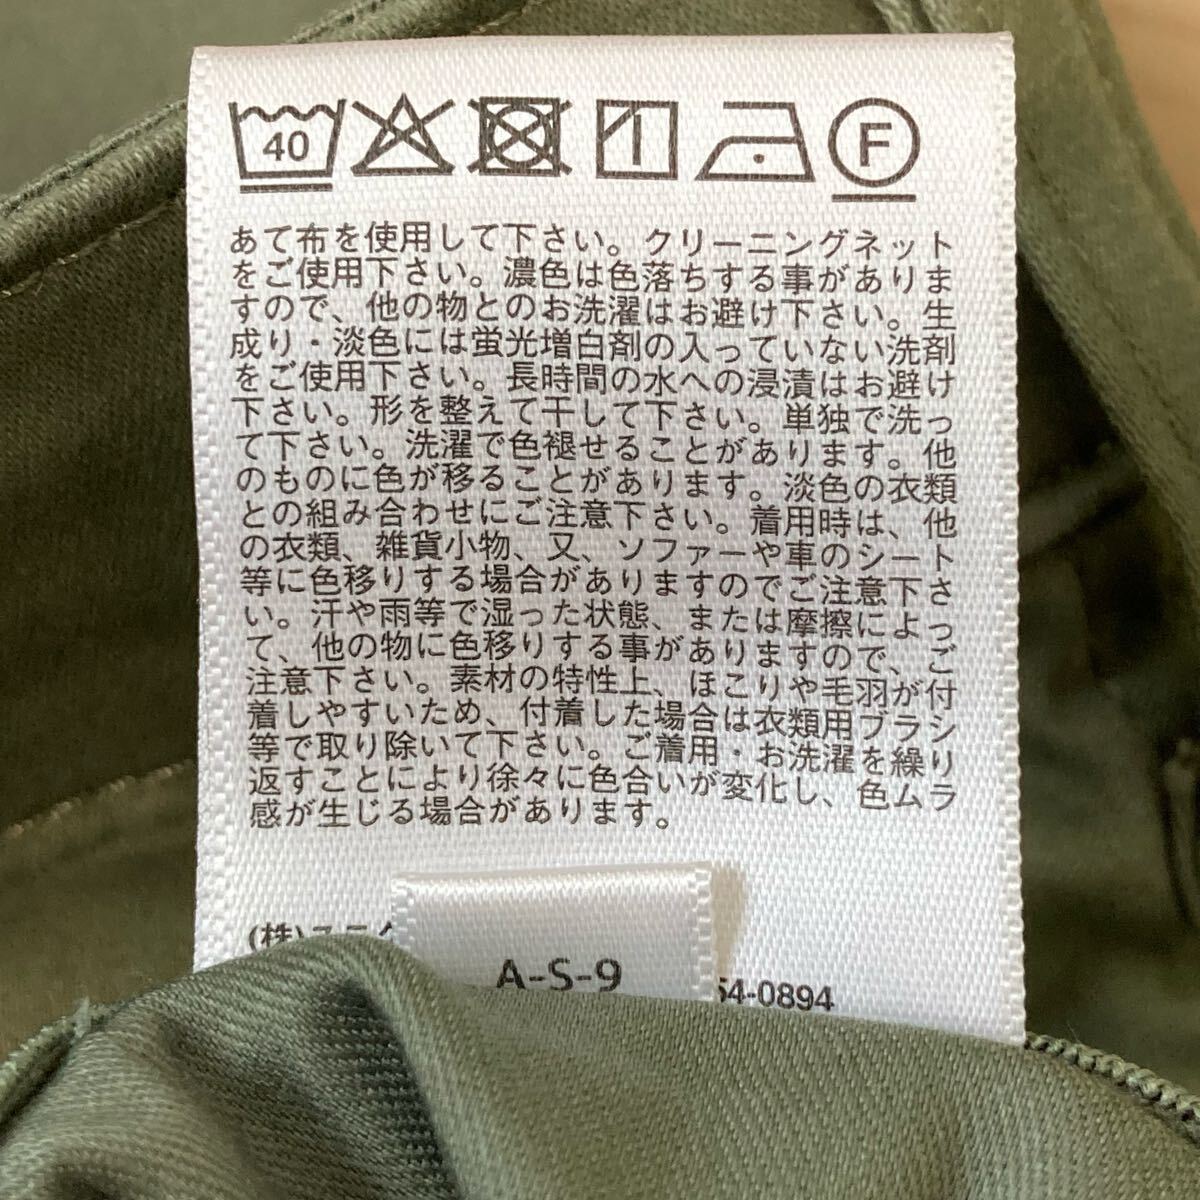 40 1 F
あて布を使用して下さい。クリーニングネット
をご使用下さい。濃色は色落ちする事がありま
すので、他の物とのお洗濯はお避け下さい。生
成り・淡色には蛍光増白剤の入っていない洗剤
をご使用下さい。長時間の水への浸漬はお避け
下さい。形を整えて干して下さい。単独で洗っ
て下さい。洗濯で色褪せることがあります。他
のものに色が移ることがあります。淡色の衣類
との組み合わせにご注意下さい。着用時は、他
の衣類、雑貨小物、又、ソファーや車のシート
等に色移りする場合がありますのでご注意下さ
い。汗や雨等で湿った状態、または摩擦によっ
て、他の物に色移りする事がありますので、ご
注意下さい。素材の特性上、ほこりや毛羽が付
着しやすいため、付着した場合は衣類用ブラシ
等で取り除いて下さい。ご着用・お洗濯を繰り
返すことにより徐々に色合いが変化し、色ムラ
感が生じる場合があります。
(株)
A-S-9
54-0894